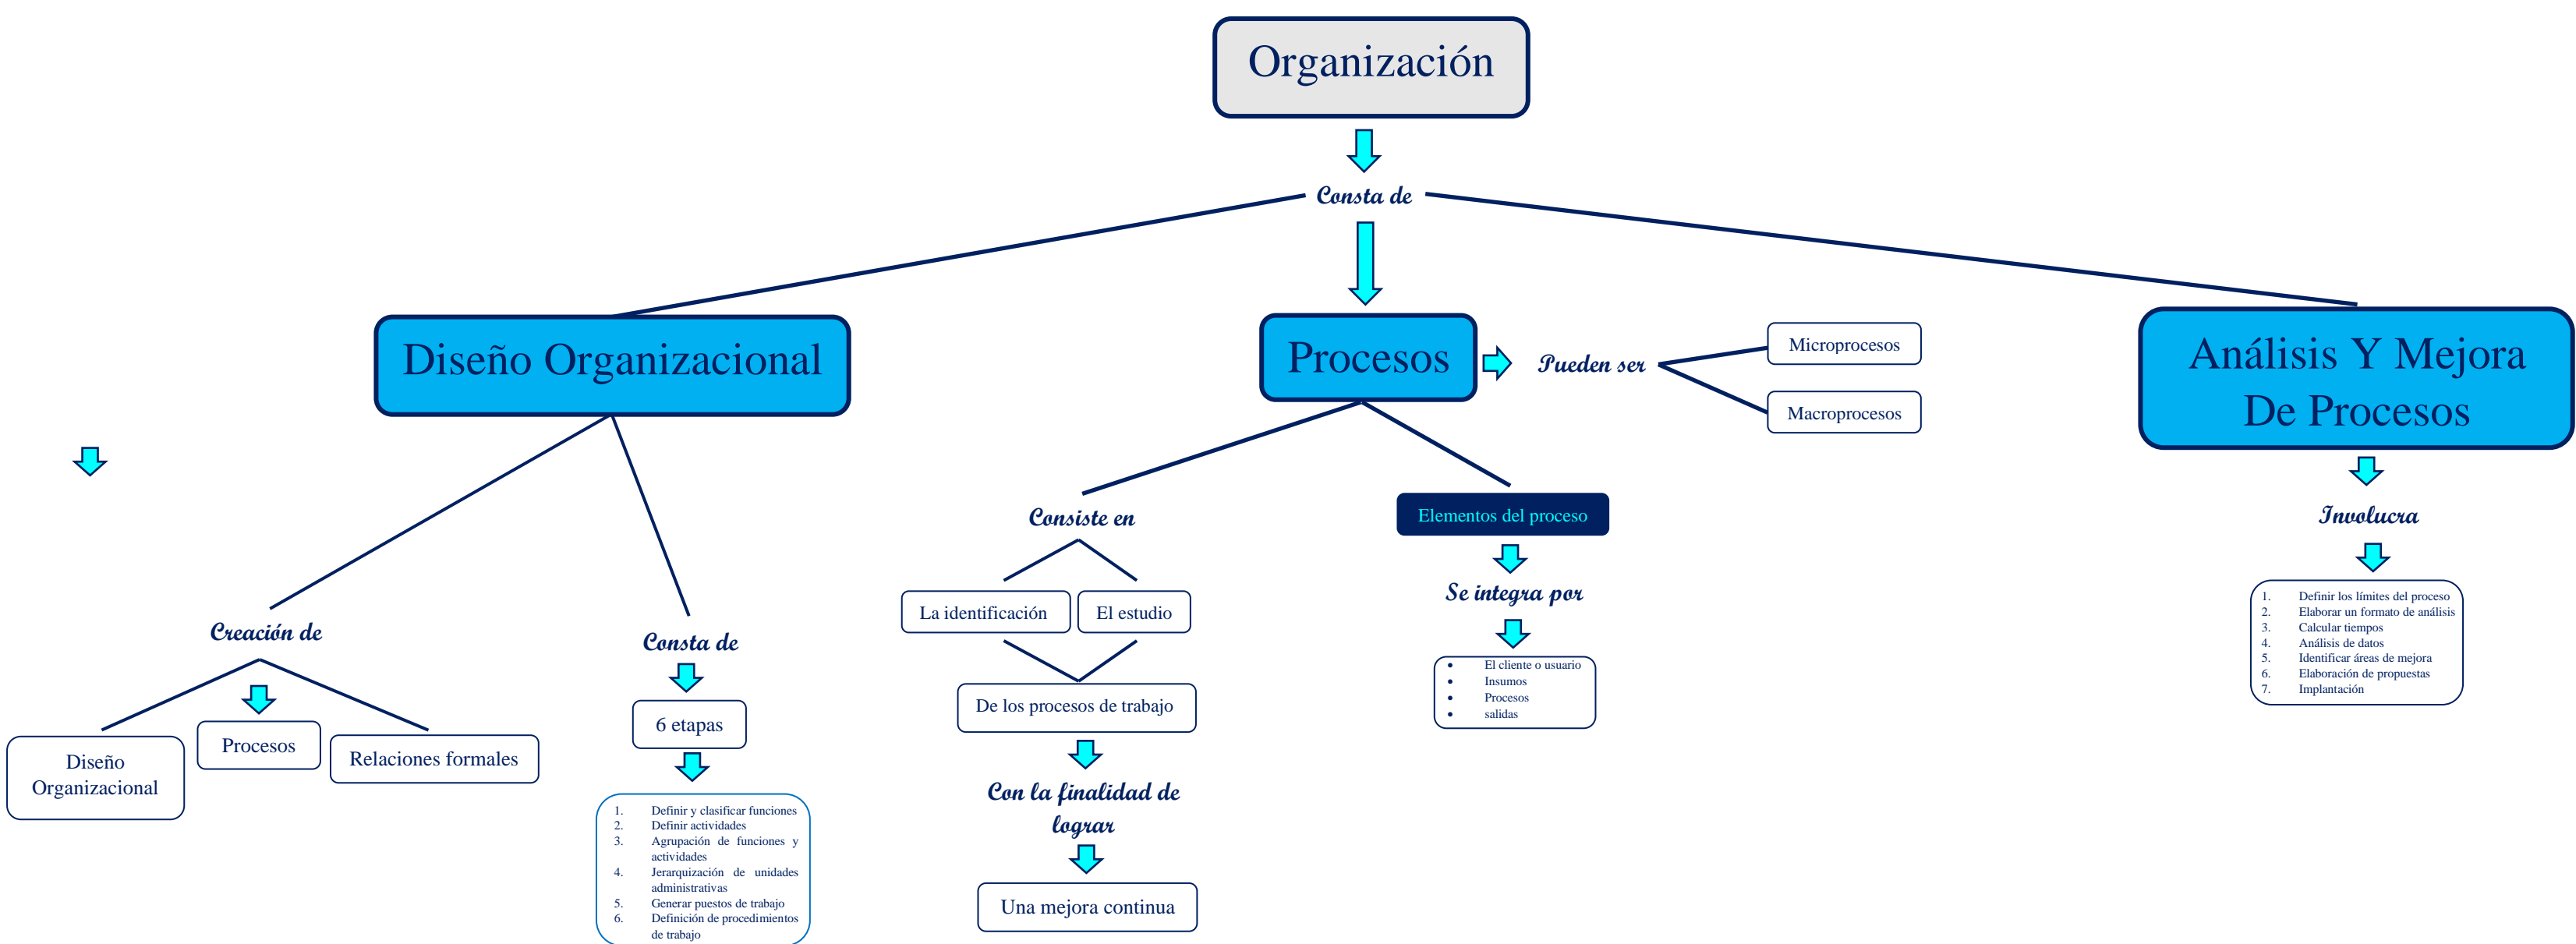 Organización
Consta de
Diseño Organizacional
Procesos
Pueden ser
Microprocesos
Macroprocesos
Análisis Y Mejora
De Procesos
Creación de
Diseño
Organizacional
Procesos
Relaciones formales
Consta de
6 etapas
1. Definir y clasificar funciones
2. Definir actividades
3. Agrupación de funciones y
actividades
4. Jerarquización de unidades
administrativas
5. Generar puestos de trabajo
6. Definición de procedimientos
de trabajo
Consiste en
La identificación
El estudio
De los procesos de trabajo
Con la finalidad de
lograr
Una mejora continua
Elementos del proceso
Se integra por
• El cliente o usuario
• Insumos
• Procesos
• salidas
Involucra
1. Definir los límites del proceso
2. Elaborar un formato de análisis
3. Calcular tiempos
4. Análisis de datos
5. Identificar áreas de mejora
6. Elaboración de propuestas
7. Implantación